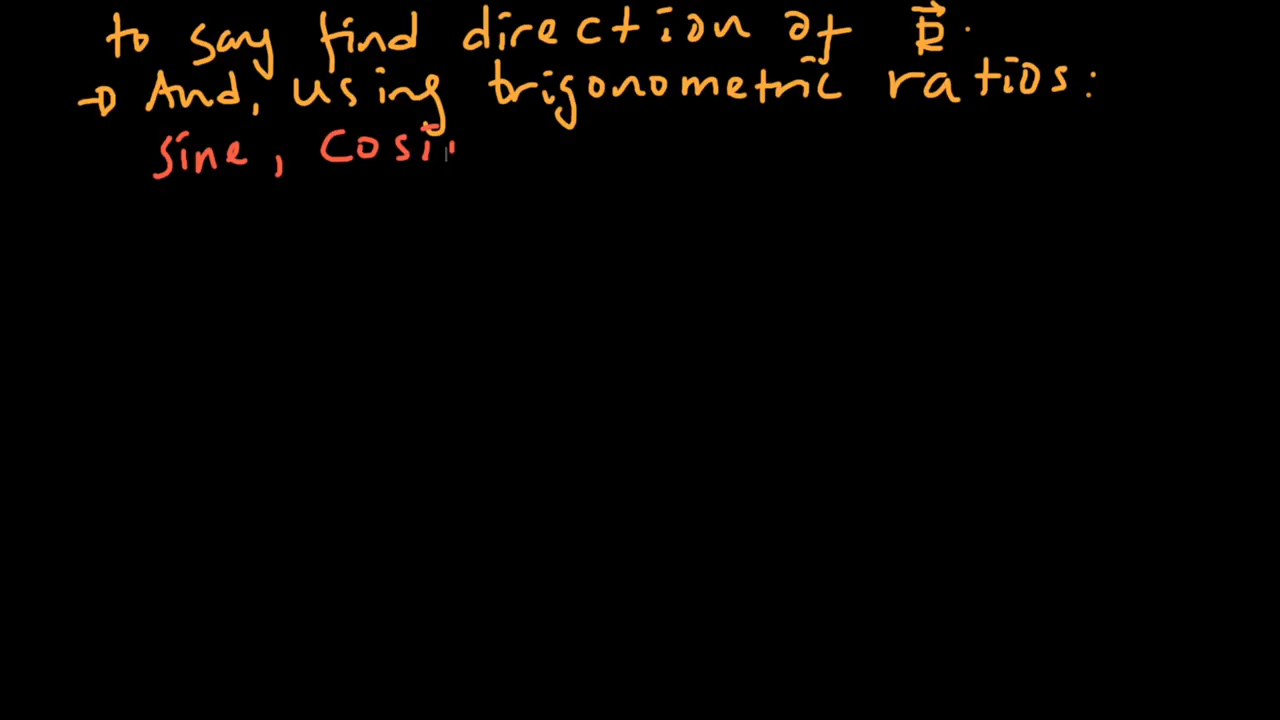 to say find direction of R⃗.
→ And, using trigonometric ratios:
sine, Cosi